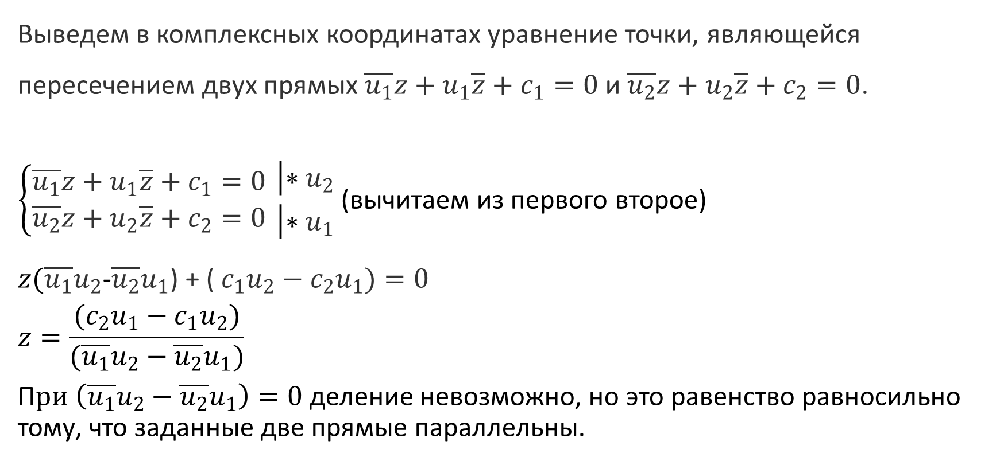 Выведем в комплексных координатах уравнение точки, являющейся
пересечением двух прямых $\overline{u_1}z + u_1\overline{z} + c_1 = 0$ и $\overline{u_2}z + u_2\overline{z} + c_2 = 0$.
$\begin{cases} \overline{u_1}z + u_1\overline{z} + c_1 = 0 \;|* u_2 \\ \overline{u_2}z + u_2\overline{z} + c_2 = 0 \;|* u_1 \end{cases}$ (вычитаем из первого второе)
$z(\overline{u_1}u_2 - \overline{u_2}u_1) + ( c_1u_2 - c_2u_1) = 0$
$z = \frac{(c_2u_1 - c_1u_2)}{(\overline{u_1}u_2 - \overline{u_2}u_1)}$
При $(\overline{u_1}u_2 - \overline{u_2}u_1) = 0$ деление невозможно, но это равенство равносильно
тому, что заданные две прямые параллельны.